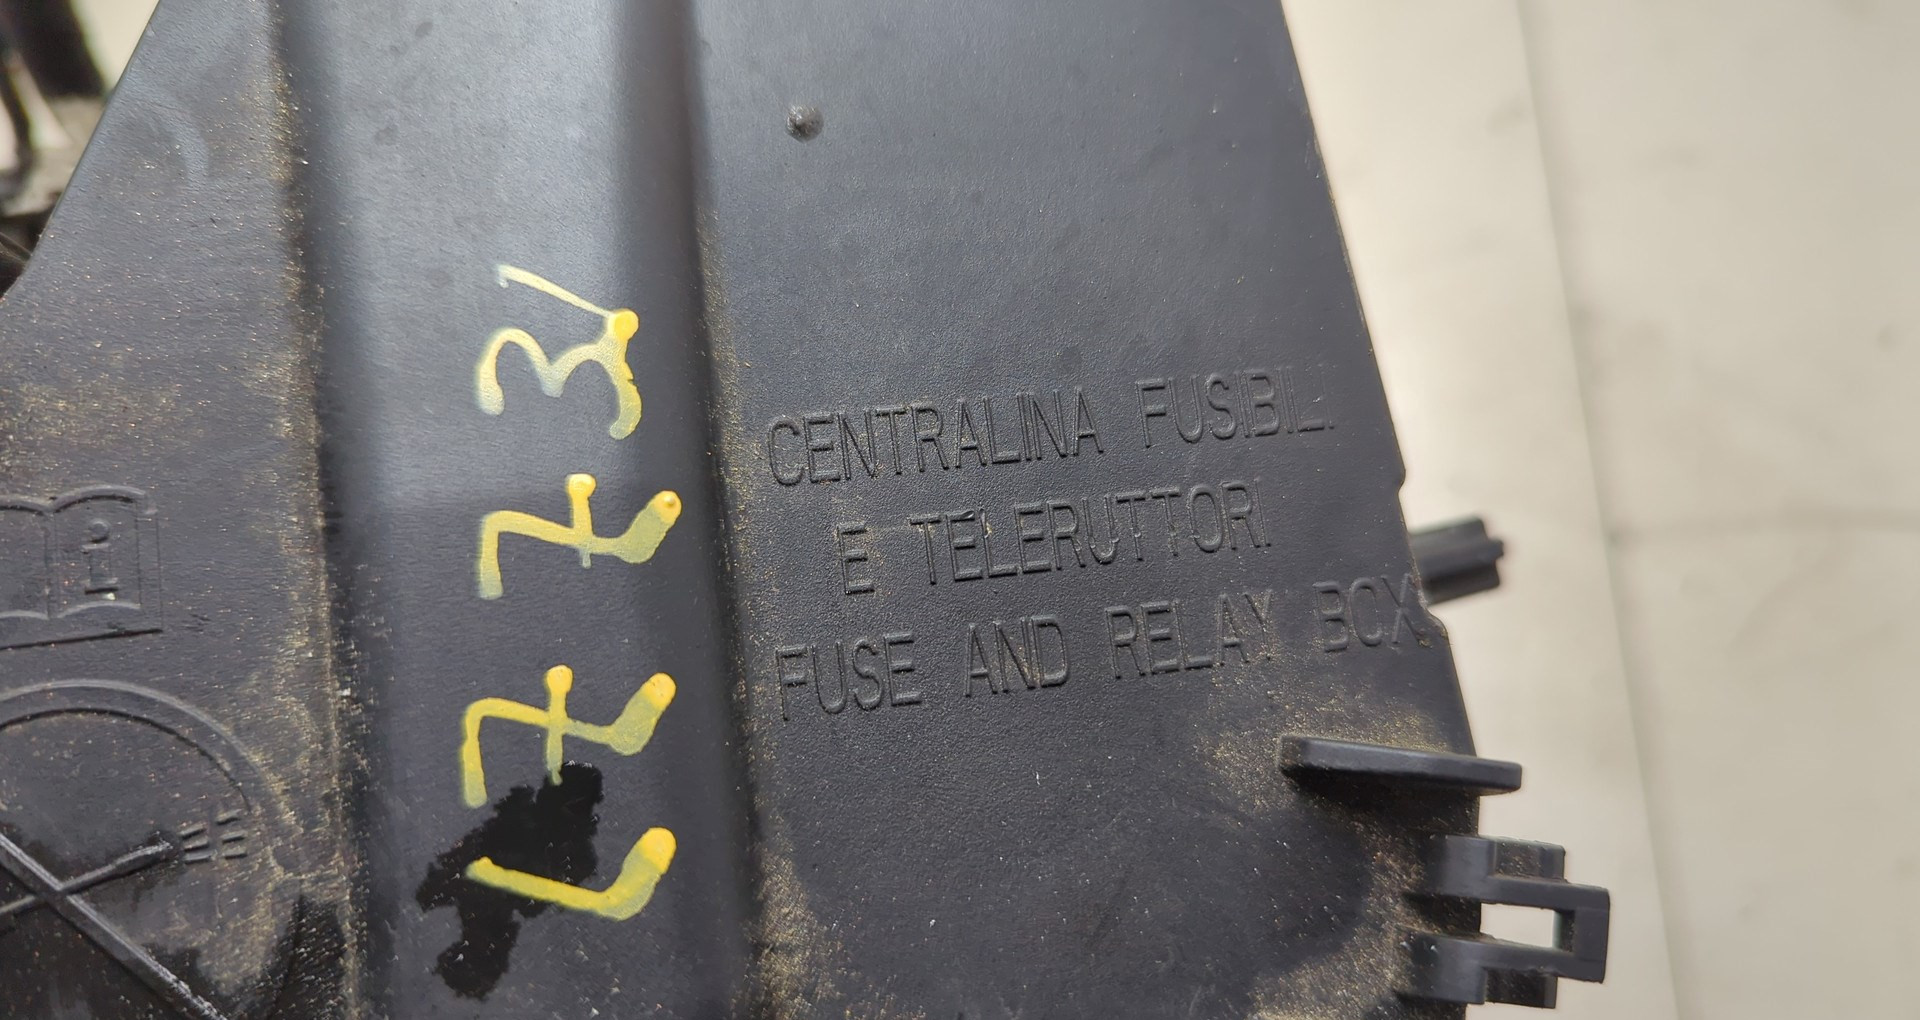 CENTRALINA FUSIBILI
E TELERUTTORI
FUSE AND RELAY BOX
i